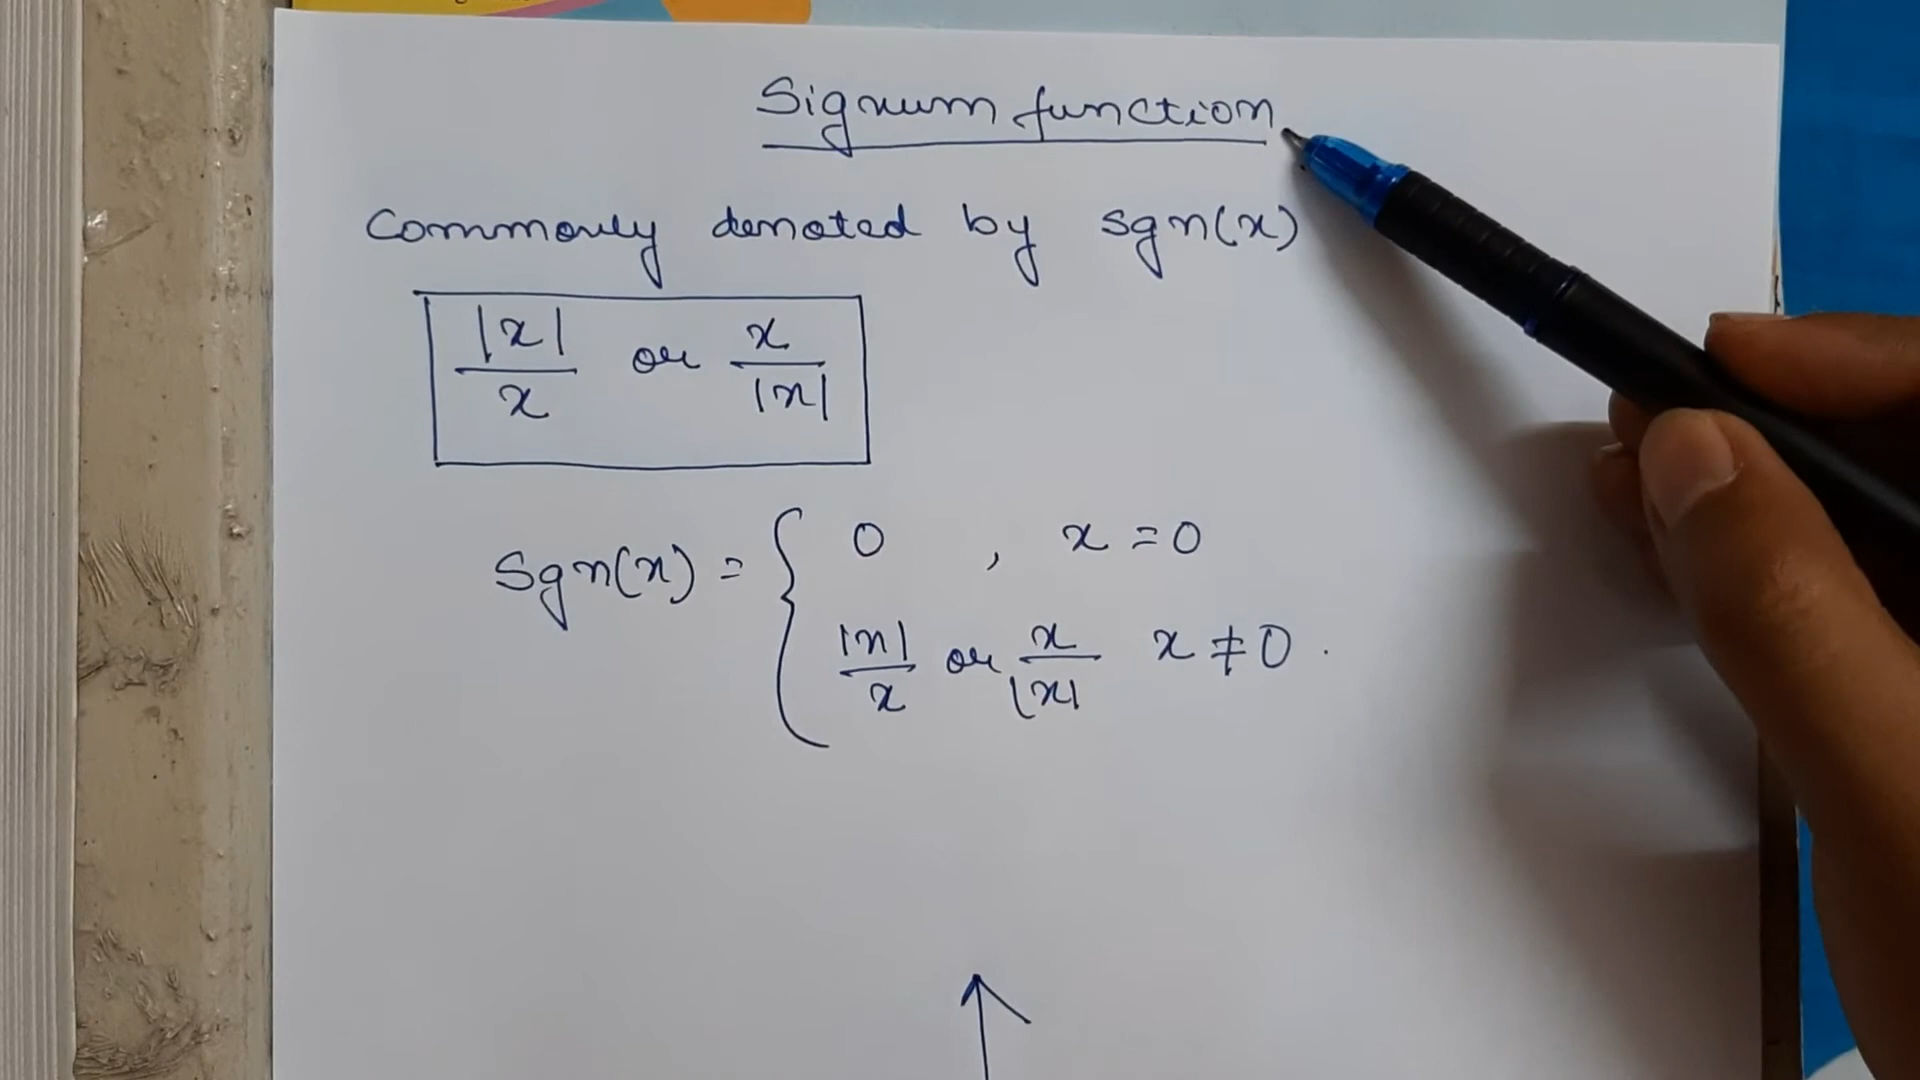 Signum function
Commonly denoted by sgn(x)
|x|/x or x/|x|
Sgn(x) = { 0 , x = 0
|x|/x or x/|x| x ≠ 0 .